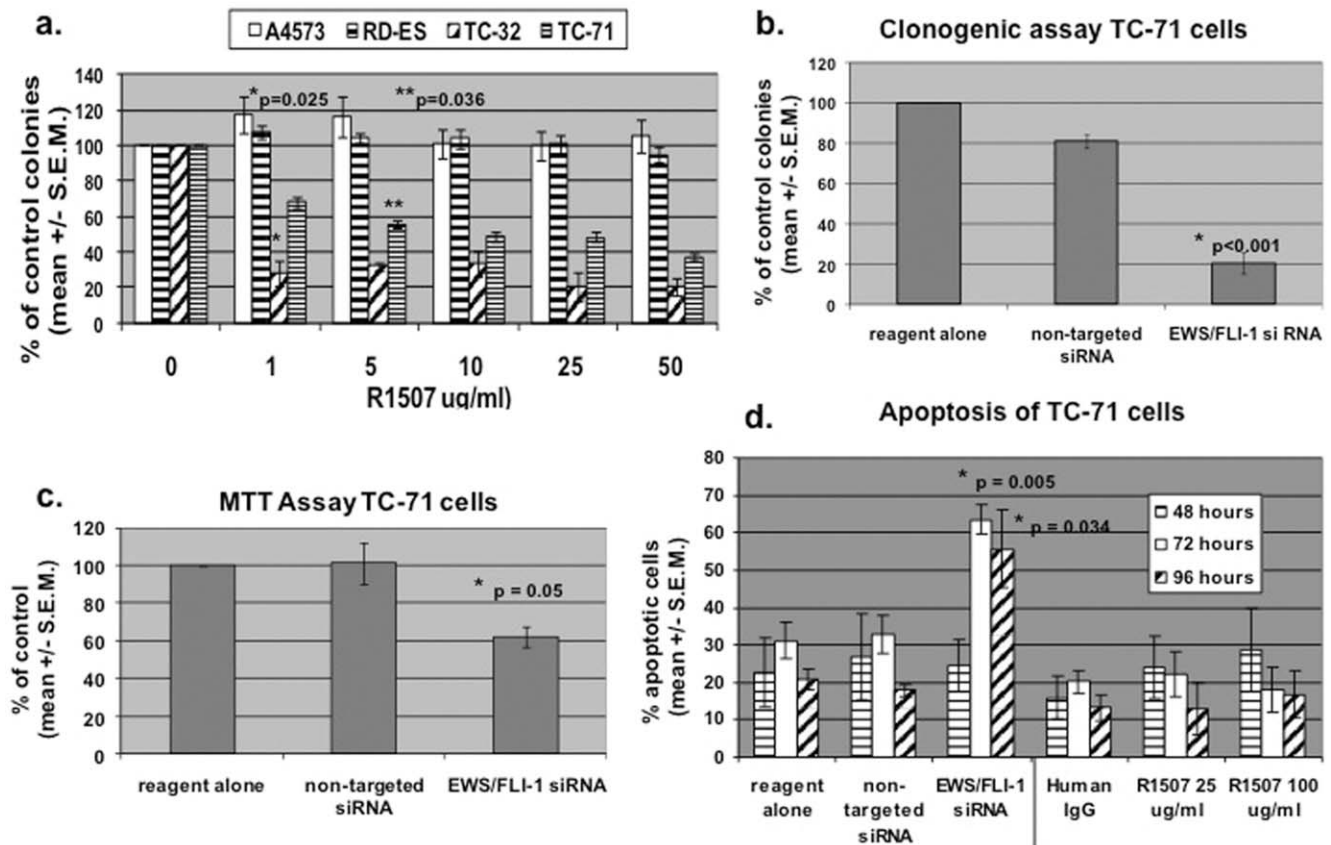 a.
A4573 RD-ES TC-32 TC-71
% of control colonies
(mean +/- S.E.M.)
140
120
100
80
60
40
20
0
* p=0.025 ** p=0.036
*
**
0 1 5 10 25 50
R1507 ug/ml)
b.
Clonogenic assay TC-71 cells
% of control colonies
(mean +/- S.E.M.)
120
100
80
60
40
20
0
* p<0.001
reagent alone non-targeted EWS/FLI-1 si RNA
siRNA
c.
MTT Assay TC-71 cells
% of control
(mean +/- S.E.M.)
120
100
80
60
40
20
0
* p = 0.05
reagent alone non-targeted EWS/FLI-1 siRNA
siRNA
d.
Apoptosis of TC-71 cells
% apoptotic cells
(mean +/- S.E.M.)
80
70
60
50
40
30
20
10
0
* p = 0.005
* p = 0.034
48 hours
72 hours
96 hours
reagent non- EWS/FLI-1 Human R1507 25 R1507 100
alone targeted siRNA IgG ug/ml ug/ml
siRNA